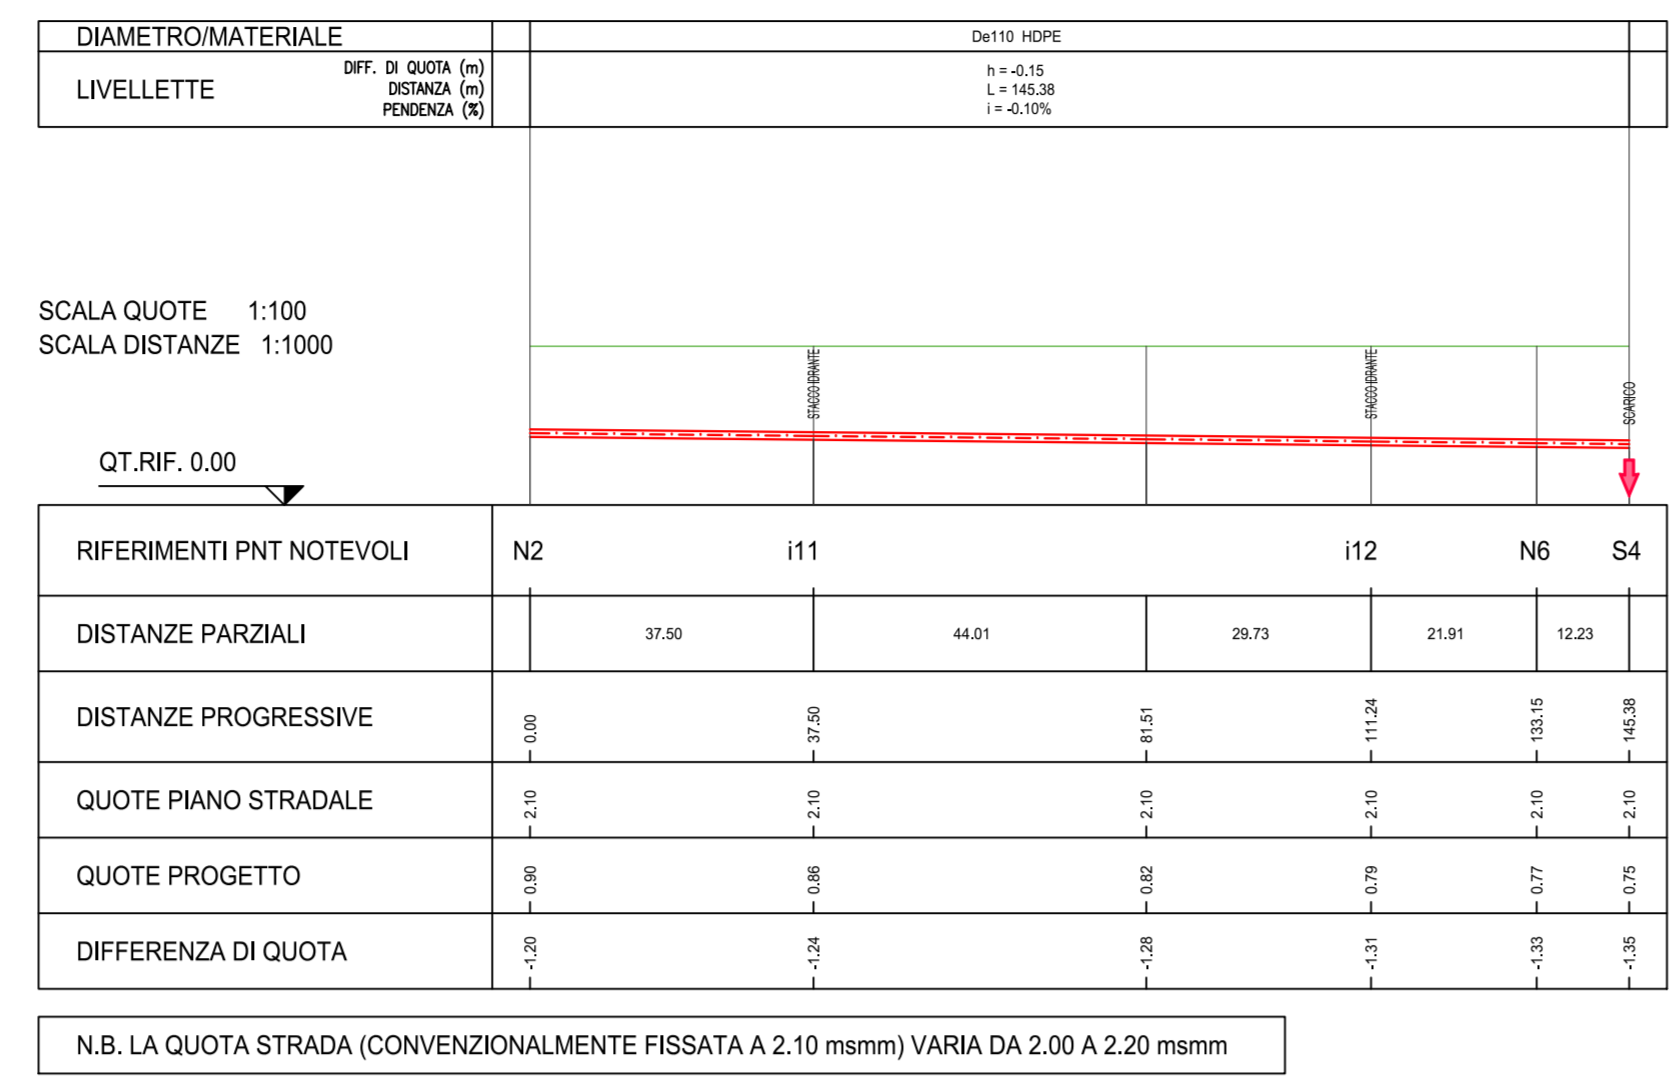 DIAMETRO/MATERIALE De110 HDPE
LIVELLETTE
DIFF. DI QUOTA (m)
DISTANZA (m)
PENDENZA (%)
h = -0.15
L = 145.38
i = -0.10%
SCALA QUOTE 1:100
SCALA DISTANZE 1:1000
STACCO IDRANTE
STACCO IDRANTE
SCARICO
QT.RIF. 0.00
RIFERIMENTI PNT NOTEVOLI N2 i11 i12 N6 S4
DISTANZE PARZIALI 37.50 44.01 29.73 21.91 12.23
DISTANZE PROGRESSIVE 0.00 37.50 81.51 111.24 133.15 145.38
QUOTE PIANO STRADALE 2.10 2.10 2.10 2.10 2.10 2.10
QUOTE PROGETTO 0.90 0.86 0.82 0.79 0.77 0.75
DIFFERENZA DI QUOTA -1.20 -1.24 -1.28 -1.31 -1.33 -1.35
N.B. LA QUOTA STRADA (CONVENZIONALMENTE FISSATA A 2.10 msmm) VARIA DA 2.00 A 2.20 msmm